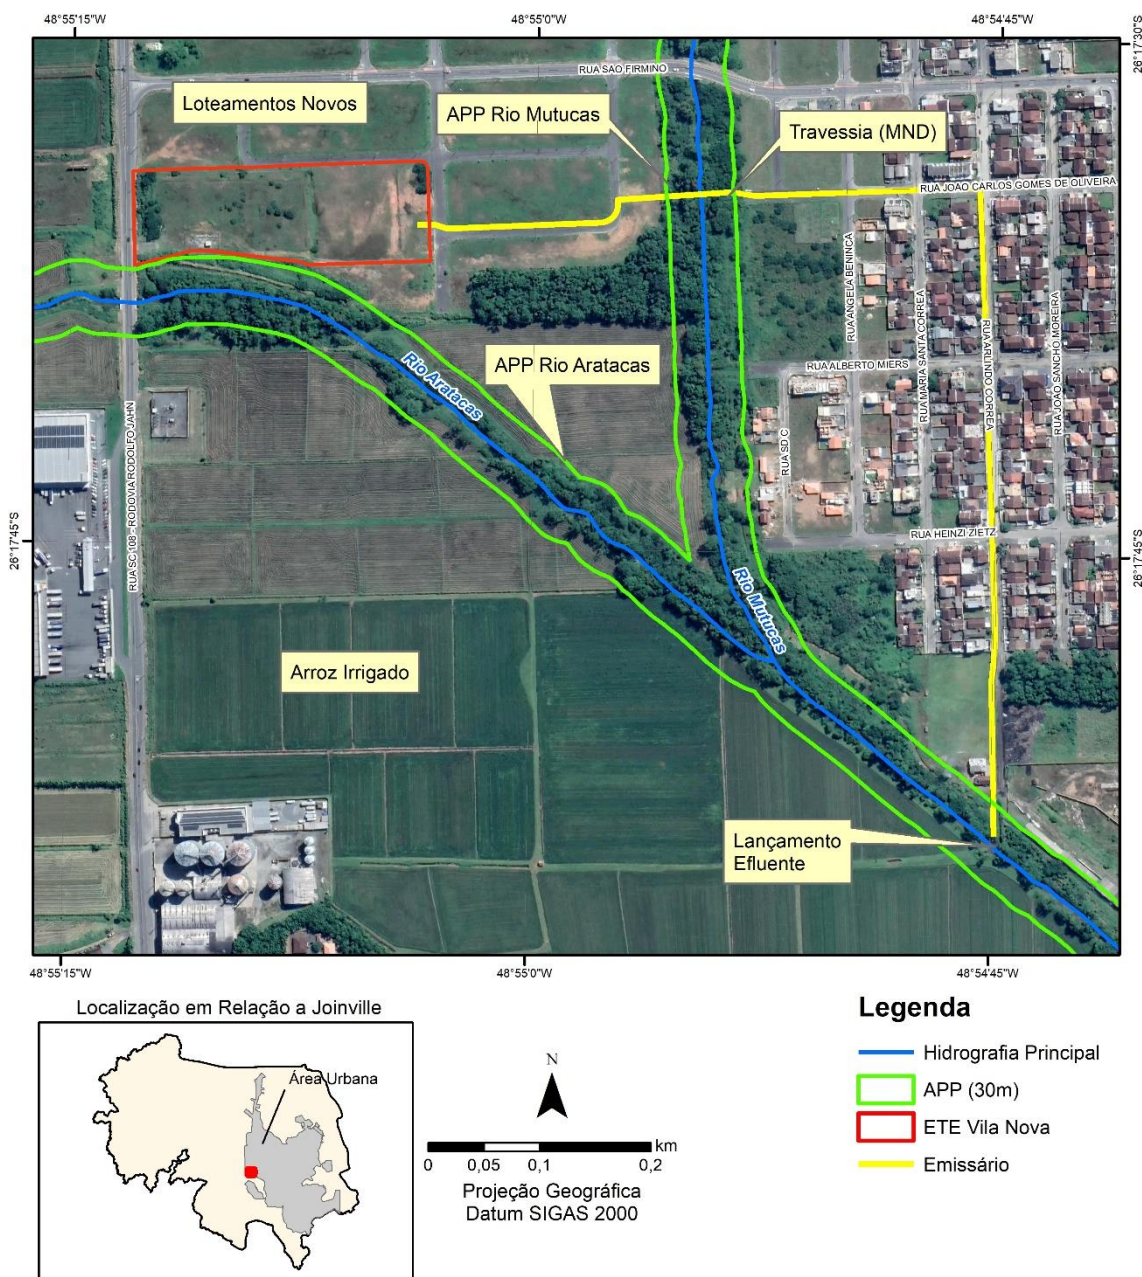 48°55'15"W
48°55'0"W
48°54'45"W
26°17'30"S
RUA SÃO FIRMINO
Loteamentos Novos
APP Rio Mutucas
Travessia (MND)
RUA JOÃO CARLOS GOMES DE OLIVEIRA
RUA ANGELA BENINCA
RUA MARIA SANTA CORREA
RUA ARLINDO CORREA
RUA JOÃO SANCHO MOREIRA
RUA ALBERTO MIERS
APP Rio Aratacas
Rio Aratacas
RUA SC 108 - RODOVIA RODOLFO JAHN
RUA SD C
RUA HEINZI ZIETZ
26°17'45"S
26°17'45"S
Rio Mutucas
Arroz Irrigado
Lançamento
Efluente
48°55'15"W
48°55'0"W
48°54'45"W
Localização em Relação a Joinville
Área Urbana
N
km
0
0,05
0,1
0,2
Projeção Geográfica
Datum SIGAS 2000
Legenda
Hidrografia Principal
APP (30m)
ETE Vila Nova
Emissário